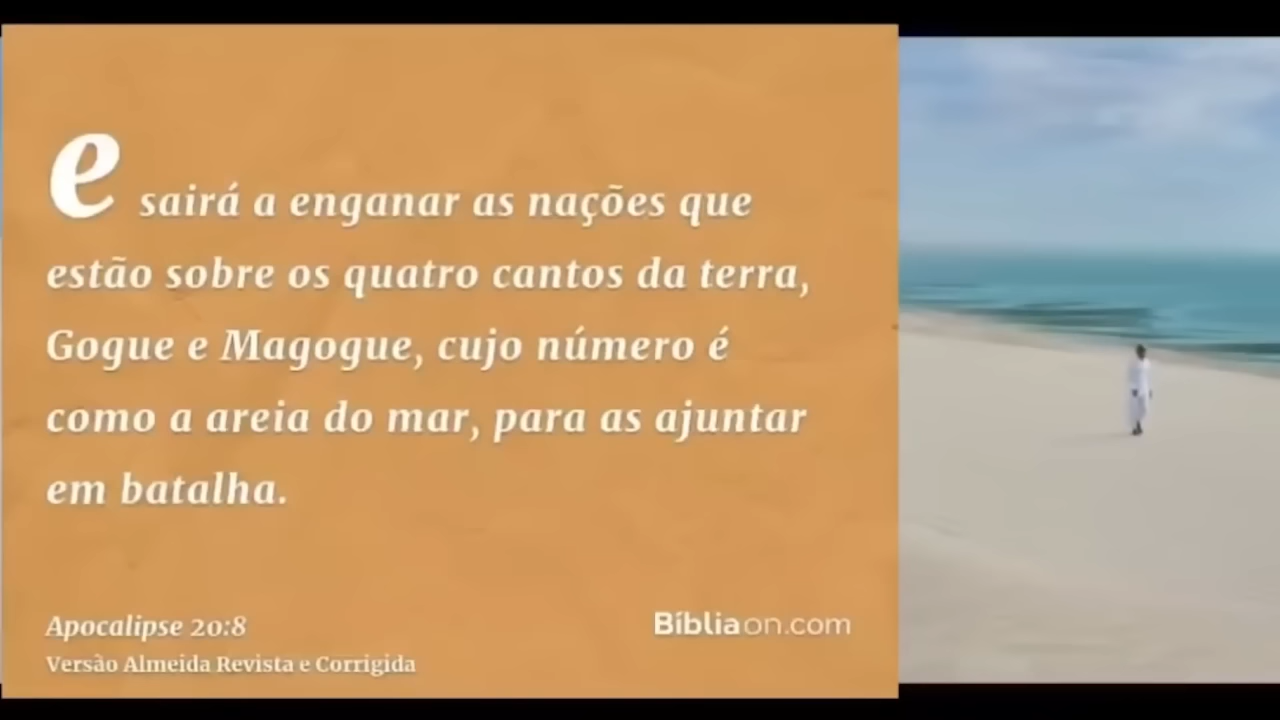 e sairá a enganar as nações que
estão sobre os quatro cantos da terra,
Gogue e Magogue, cujo número é
como a areia do mar, para as ajuntar
em batalha.
Apocalipse 20:8
Bíbliaon.com
Versão Almeida Revista e Corrigida